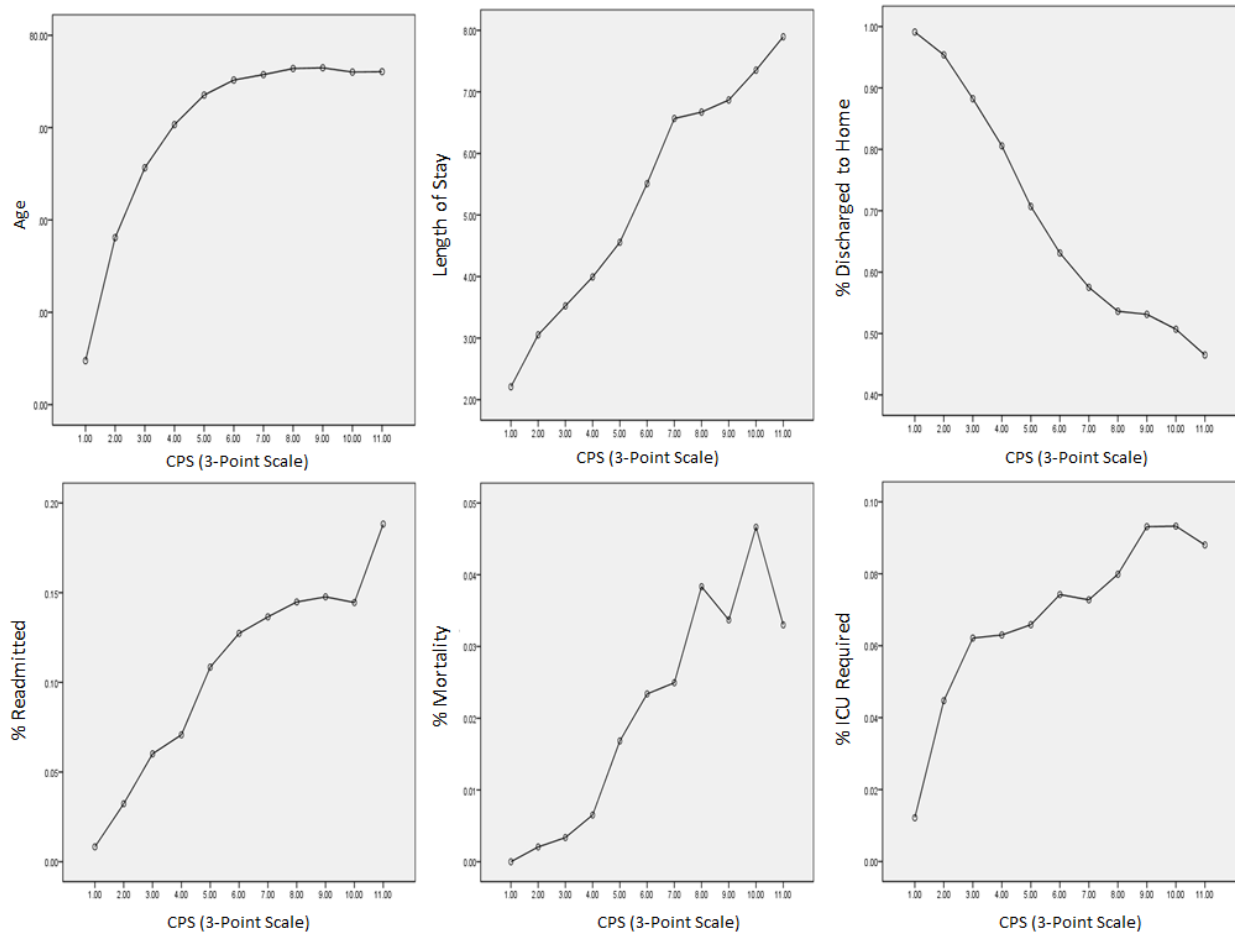 80.00
.00
.00
.00
0.00
Age
1.00 2.00 3.00 4.00 5.00 6.00 7.00 8.00 9.00 10.00 11.00
CPS (3-Point Scale)
8.00
7.00
6.00
5.00
4.00
3.00
2.00
Length of Stay
1.00 2.00 3.00 4.00 5.00 6.00 7.00 8.00 9.00 10.00 11.00
CPS (3-Point Scale)
1.00
0.90
0.80
0.70
0.60
0.50
0.40
% Discharged to Home
1.00 2.00 3.00 4.00 5.00 6.00 7.00 8.00 9.00 10.00 11.00
CPS (3-Point Scale)
0.20
0.15
0.10
0.05
0.00
% Readmitted
1.00 2.00 3.00 4.00 5.00 6.00 7.00 8.00 9.00 10.00 11.00
CPS (3-Point Scale)
0.05
0.04
0.03
0.02
0.01
0.00
% Mortality
1.00 2.00 3.00 4.00 5.00 6.00 7.00 8.00 9.00 10.00 11.00
CPS (3-Point Scale)
0.10
0.08
0.06
0.04
0.02
0.00
% ICU Required
1.00 2.00 3.00 4.00 5.00 6.00 7.00 8.00 9.00 10.00 11.00
CPS (3-Point Scale)